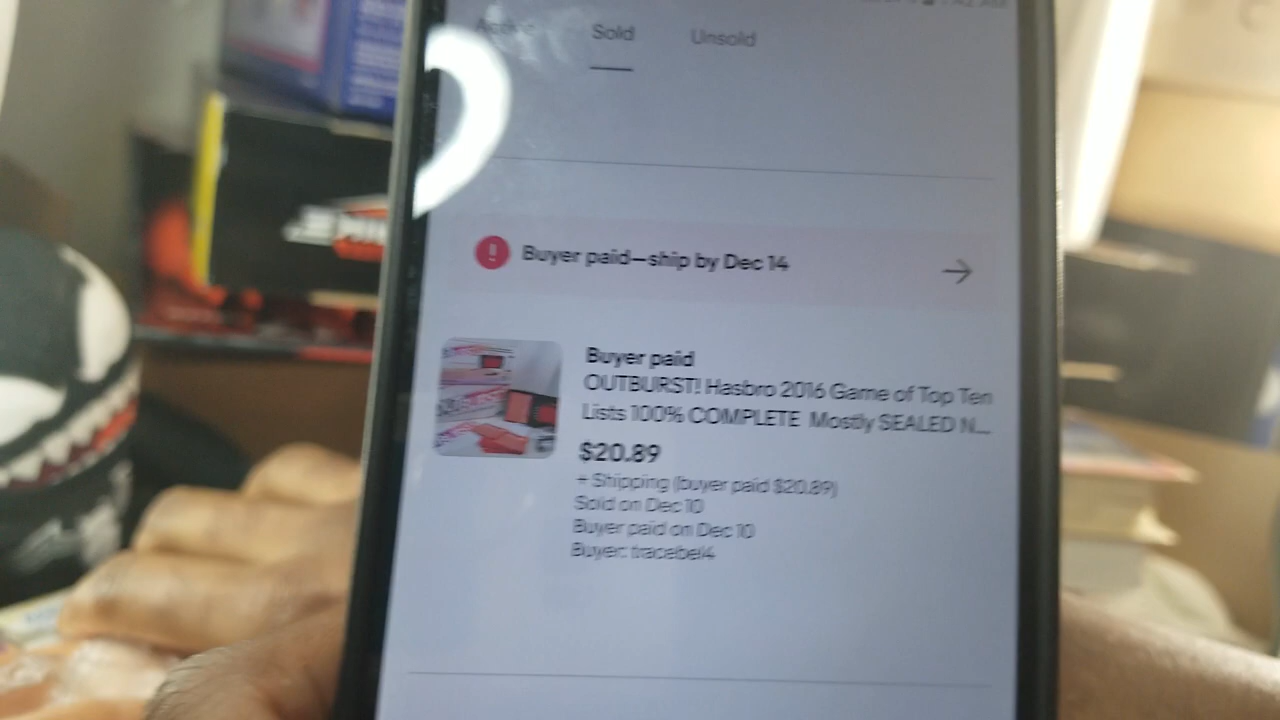 Sold
Unsold
Buyer paid—ship by Dec 14
Buyer paid
OUTBURST! Hasbro 2016 Game of Top Ten
Lists 100% COMPLETE Mostly SEALED N...
$20.89
+ Shipping (buyer paid $20.89)
Sold on Dec 10
Buyer paid on Dec 10
Buyer: tracebel4